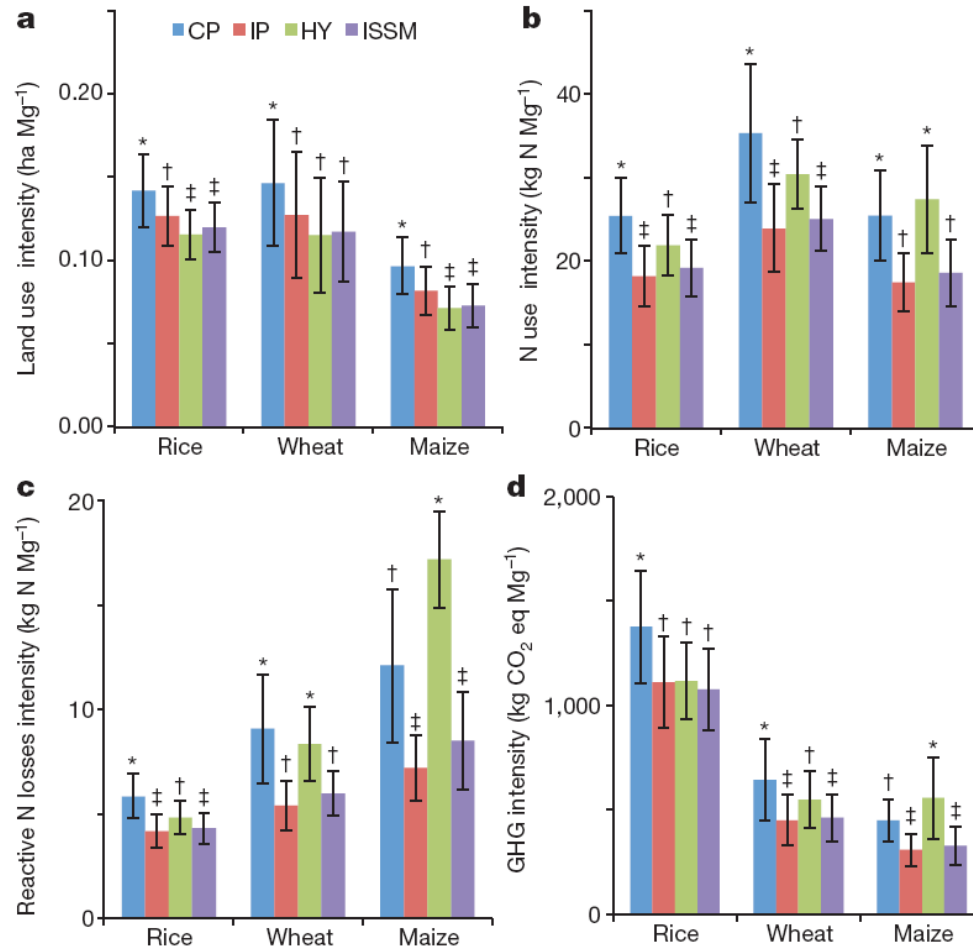 a
CP IP HY ISSM
Land use intensity (ha Mg⁻¹)
0.20
0.10
0.00
* † ‡ ‡
* † † †
* † ‡ ‡
Rice Wheat Maize
b
N use intensity (kg N Mg⁻¹)
40
20
0
* ‡ † ‡
* ‡ † ‡
* † * †
Rice Wheat Maize
c
Reactive N losses intensity (kg N Mg⁻¹)
20
10
0
* ‡ † ‡
* † * †
† ‡ * ‡
Rice Wheat Maize
d
GHG intensity (kg CO₂ eq Mg⁻¹)
2,000
1,000
0
* † † †
* ‡ † ‡
† ‡ * ‡
Rice Wheat Maize